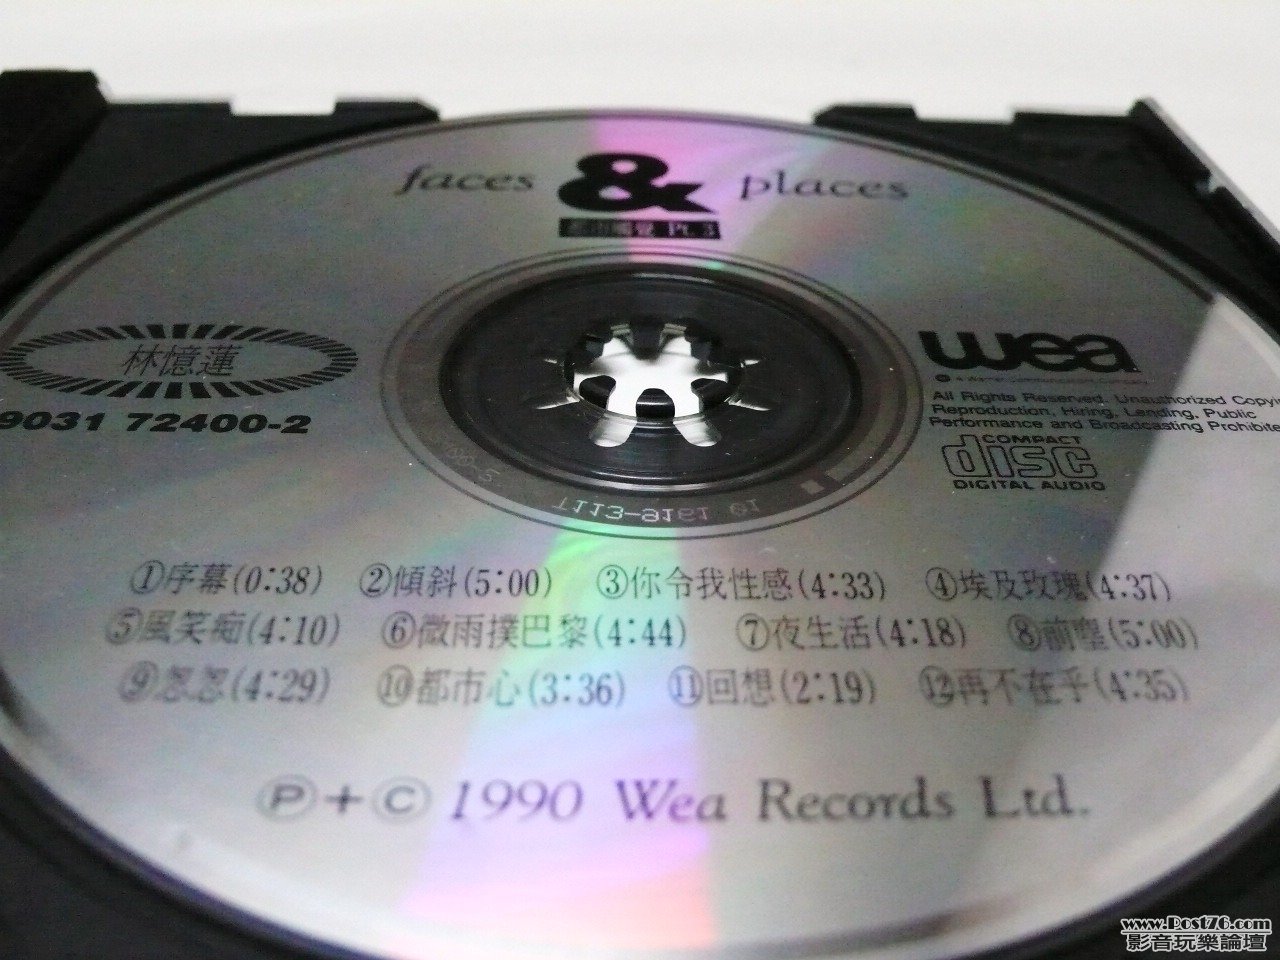 faces & places
Pt. 3
林憶蓮
9031 72400-2
wea
All Rights Reserved. Unauthorized
Reproduction, Hiring, Lending, Public
Performance and Broadcasting
COMPACT
disc
DIGITAL AUDIO
①序幕(0:38) ②傾斜(5:00) ③你令我性感(4:33) ④埃及玫瑰(4:37)
⑤瘋笑痴(4:10) ⑥微雨撲巴黎(4:44) ⑦夜生活(4:18) ⑧前塵(5:00)
⑨忽忽(4:29) ⑩都市心(3:36) ⑪回想(2:19) ⑫再不在乎(4:35)
Ⓟ+Ⓒ 1990 Wea Records Ltd.
www.Post76.com
影音玩樂論壇